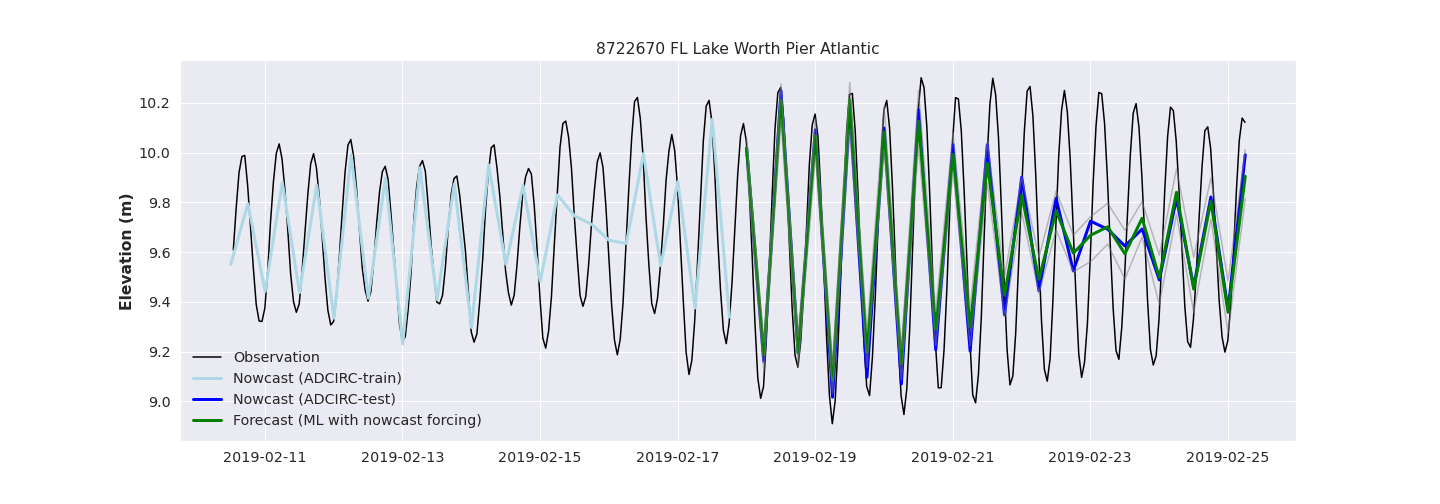 8722670 FL Lake Worth Pier Atlantic
Elevation (m)
10.2
10.0
9.8
9.6
9.4
9.2
9.0
Observation
Nowcast (ADCIRC-train)
Nowcast (ADCIRC-test)
Forecast (ML with nowcast forcing)
2019-02-11 2019-02-13 2019-02-15 2019-02-17 2019-02-19 2019-02-21 2019-02-23 2019-02-25